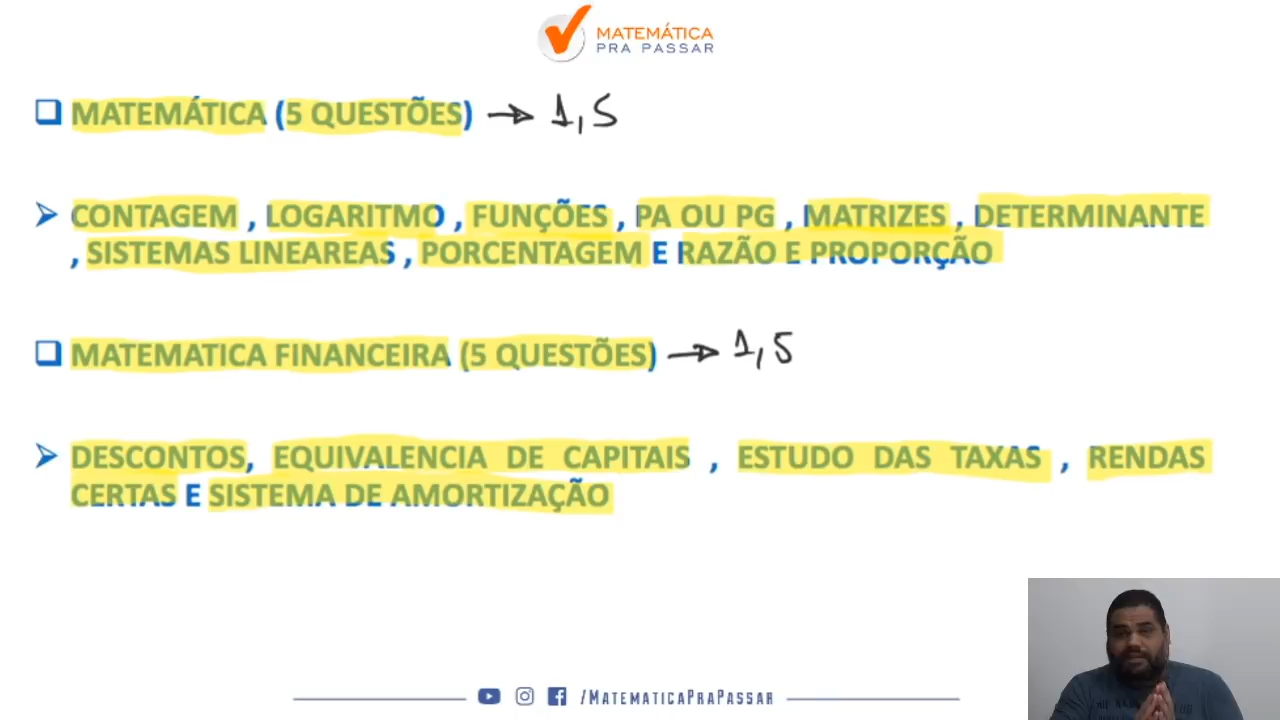 MATEMÁTICA
PRA PASSAR
MATEMÁTICA (5 QUESTÕES) → 1,5
CONTAGEM , LOGARITMO , FUNÇÕES , PA OU PG , MATRIZES , DETERMINANTE
, SISTEMAS LINEAREAS , PORCENTAGEM E RAZÃO E PROPORÇÃO
MATEMATICA FINANCEIRA (5 QUESTÕES) → 1,5
DESCONTOS, EQUIVALENCIA DE CAPITAIS , ESTUDO DAS TAXAS , RENDAS
CERTAS E SISTEMA DE AMORTIZAÇÃO
/MATEMATICAPRAPASSAR